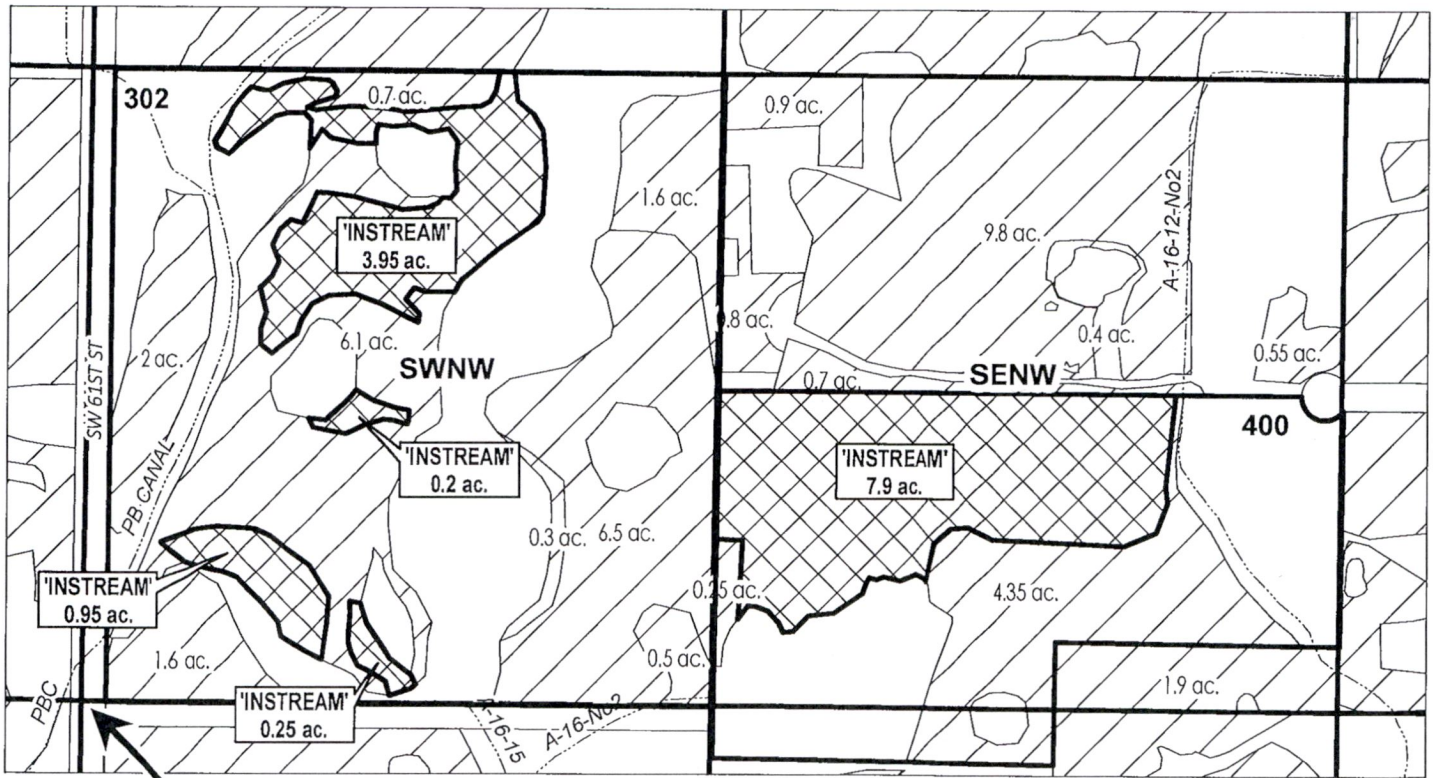 302
0.7 ac.
0.9 ac.
1.6 ac.
'INSTREAM'
3.95 ac.
9.8 ac.
A-16-12-No2
2 ac.
6.1 ac.
SWNW
0.8 ac.
0.4 ac.
0.55 ac.
0.7 ac.
SENW
SW 61ST ST
400
PB CANAL
'INSTREAM'
0.2 ac.
'INSTREAM'
7.9 ac.
0.3 ac.
6.5 ac.
'INSTREAM'
0.95 ac.
0.25 ac.
4.35 ac.
1.6 ac.
0.5 ac.
1.9 ac.
PBC
'INSTREAM'
0.25 ac.
A-16-15
A-16-No2